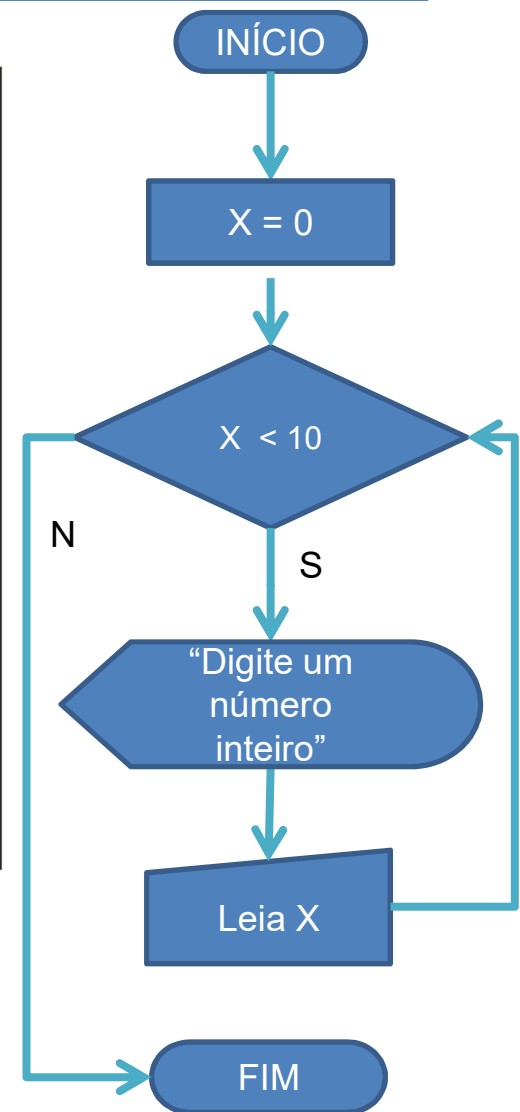 INÍCIO
X = 0
X < 10
N
S
“Digite um
número
inteiro”
Leia X
FIM